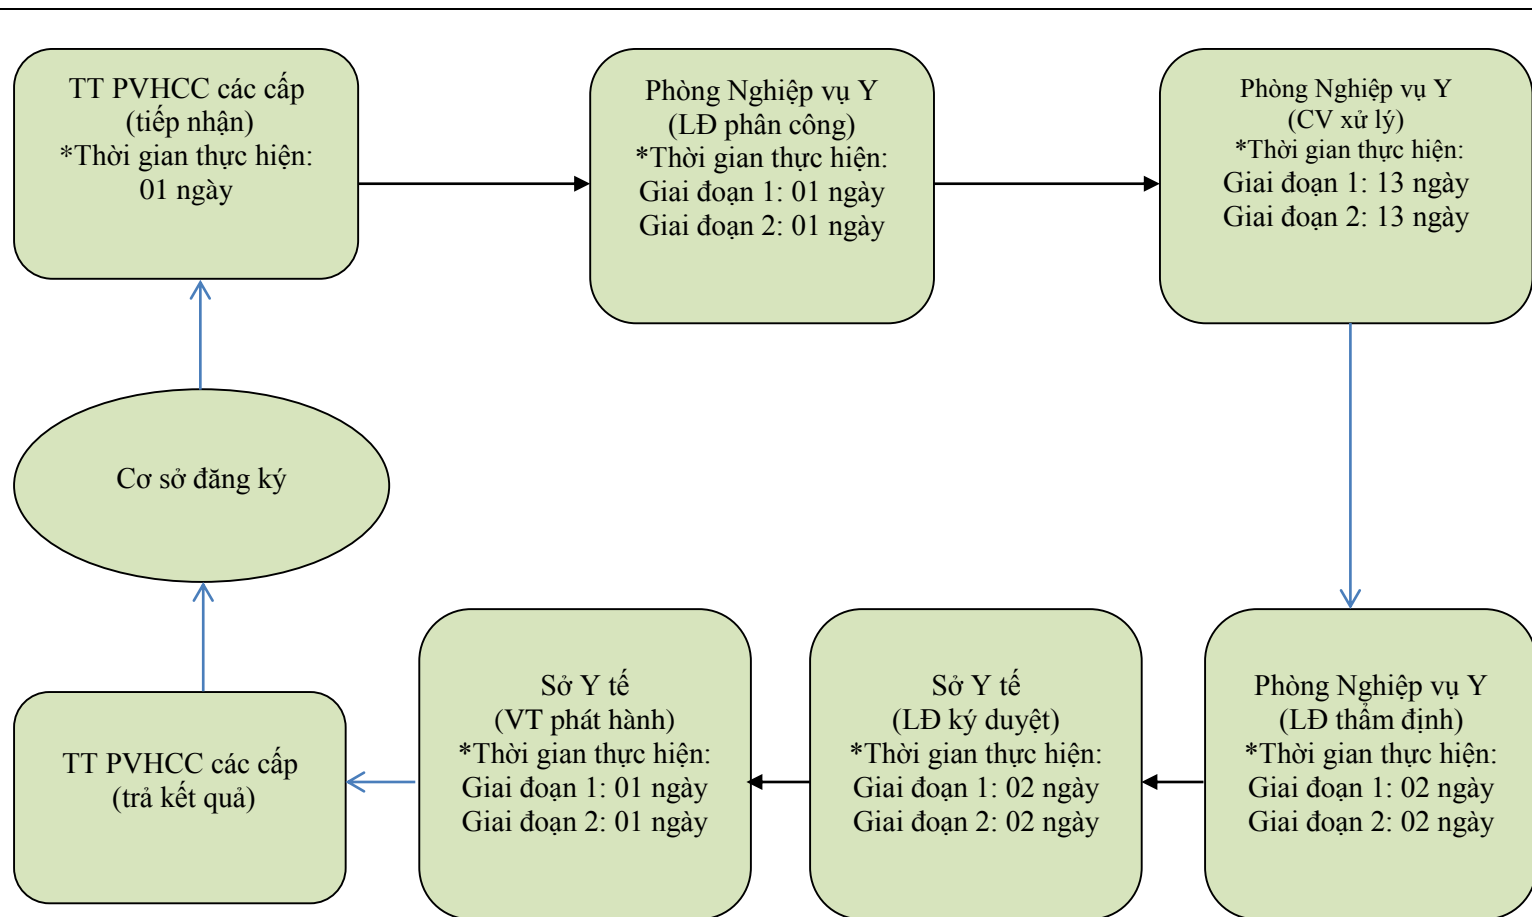 TT PVHCC các cấp
(tiếp nhận)
*Thời gian thực hiện:
01 ngày
Phòng Nghiệp vụ Y
(LĐ phân công)
*Thời gian thực hiện:
Giai đoạn 1: 01 ngày
Giai đoạn 2: 01 ngày
Phòng Nghiệp vụ Y
(CV xử lý)
*Thời gian thực hiện:
Giai đoạn 1: 13 ngày
Giai đoạn 2: 13 ngày
Cơ sở đăng ký
TT PVHCC các cấp
(trả kết quả)
Sở Y tế
(VT phát hành)
*Thời gian thực hiện:
Giai đoạn 1: 01 ngày
Giai đoạn 2: 01 ngày
Sở Y tế
(LĐ ký duyệt)
*Thời gian thực hiện:
Giai đoạn 1: 02 ngày
Giai đoạn 2: 02 ngày
Phòng Nghiệp vụ Y
(LĐ thẩm định)
*Thời gian thực hiện:
Giai đoạn 1: 02 ngày
Giai đoạn 2: 02 ngày